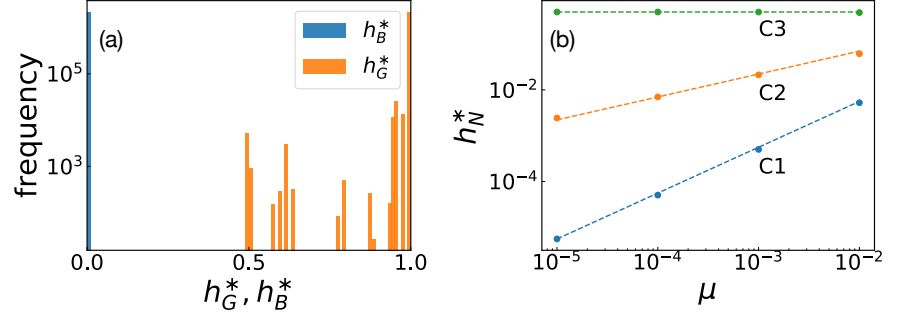 (a)
h*_B
h*_G
frequency
10^5
10^3
0.0
0.5
1.0
h*_G, h*_B
(b)
C3
C2
C1
h*_N
10^-2
10^-4
10^-5
10^-4
10^-3
10^-2
μ